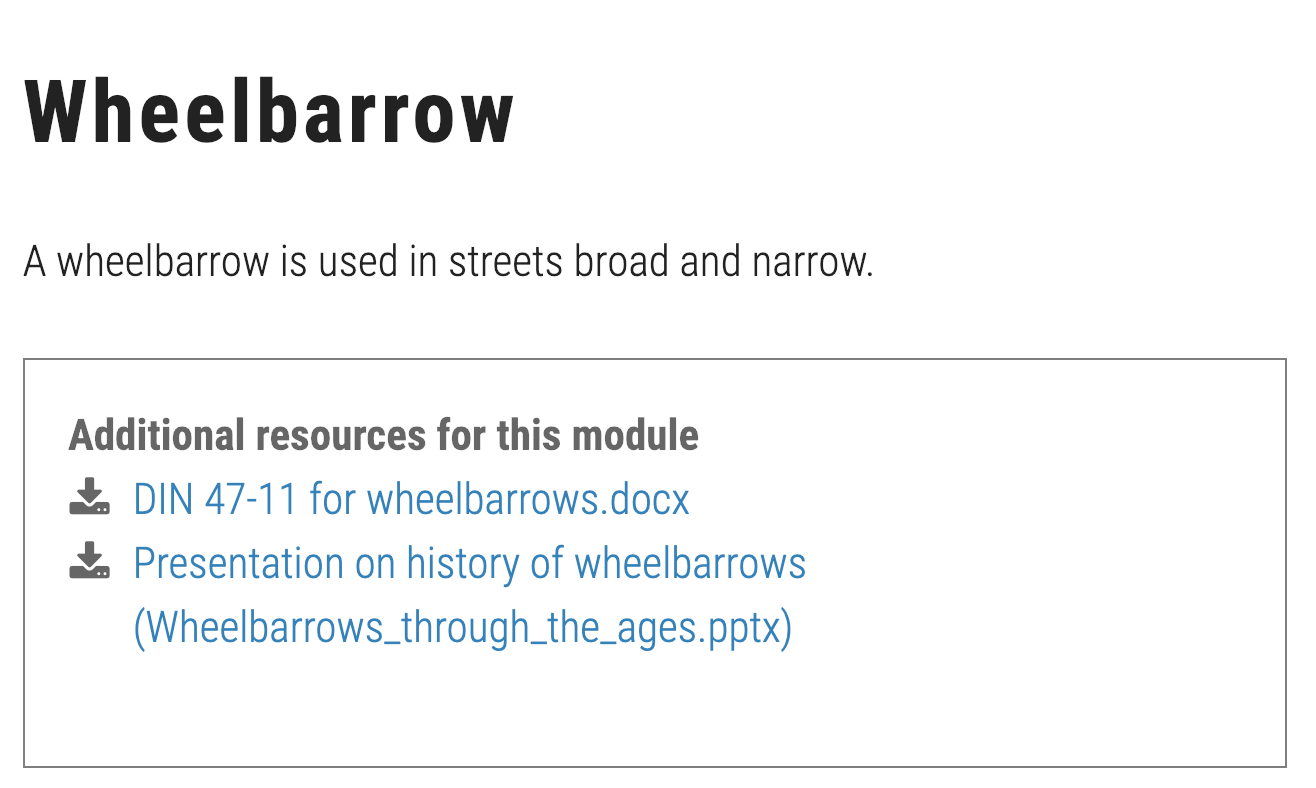 Wheelbarrow
A wheelbarrow is used in streets broad and narrow.
Additional resources for this module
DIN 47-11 for wheelbarrows.docx
Presentation on history of wheelbarrows
(Wheelbarrows_through_the_ages.pptx)